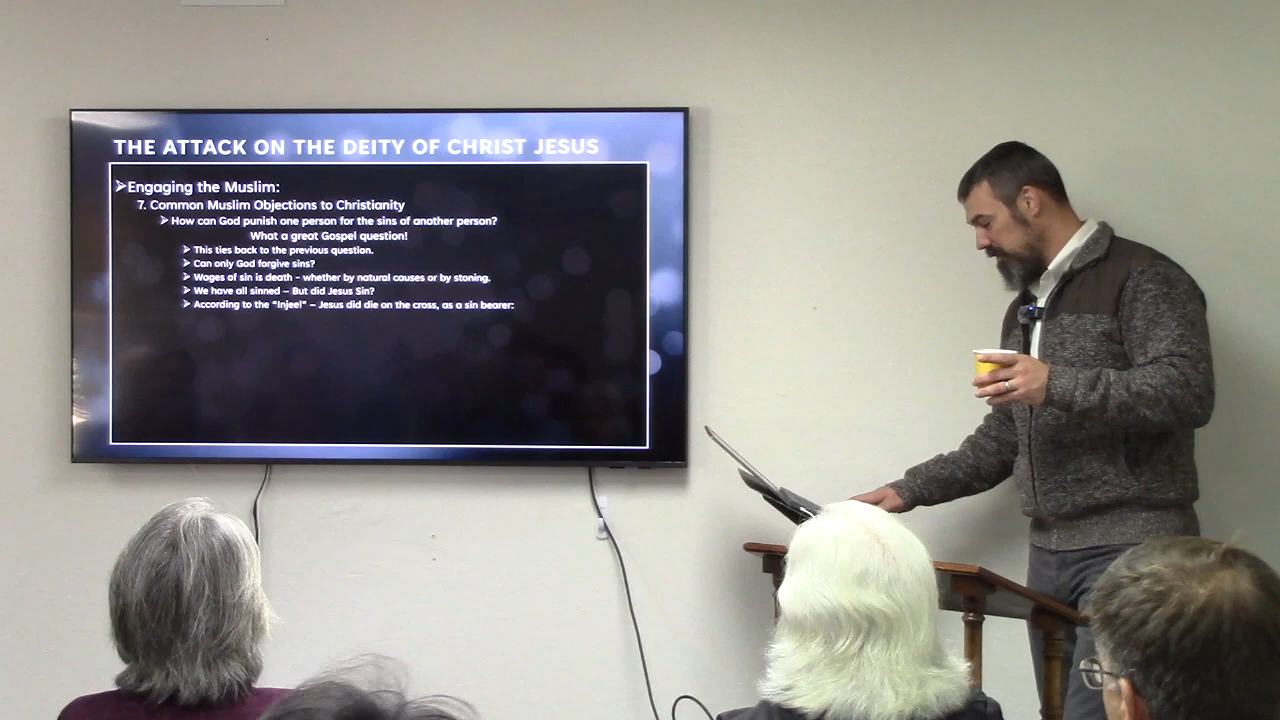 THE ATTACK ON THE DEITY OF CHRIST JESUS
➢Engaging the Muslim:
7. Common Muslim Objections to Christianity
➢How can God punish one person for the sins of another person?
What a great Gospel question!
➢This ties back to the previous question.
➢Can only God forgive sins?
➢Wages of sin is death - whether by natural causes or by stoning.
➢We have all sinned – But did Jesus Sin?
➢According to the "Injeel" – Jesus did die on the cross, as a sin bearer: